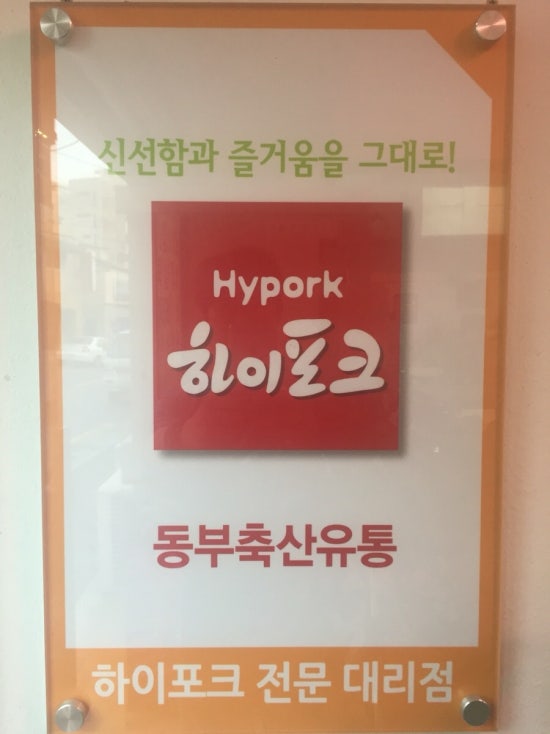 신선함과 즐거움을 그대로!
Hypork
하이포크
동부축산유통
하이포크 전문 대리점